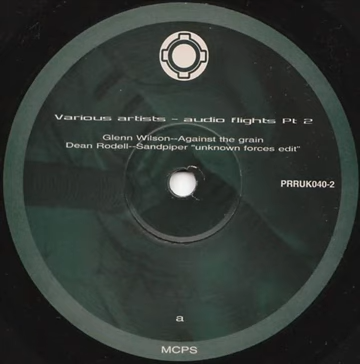 Various artists - audio flights Pt 2
Glenn Wilson--Against the grain
Dean Rodell--Sandpiper "unknown forces edit"
PRRUK040-2
a
MCPS